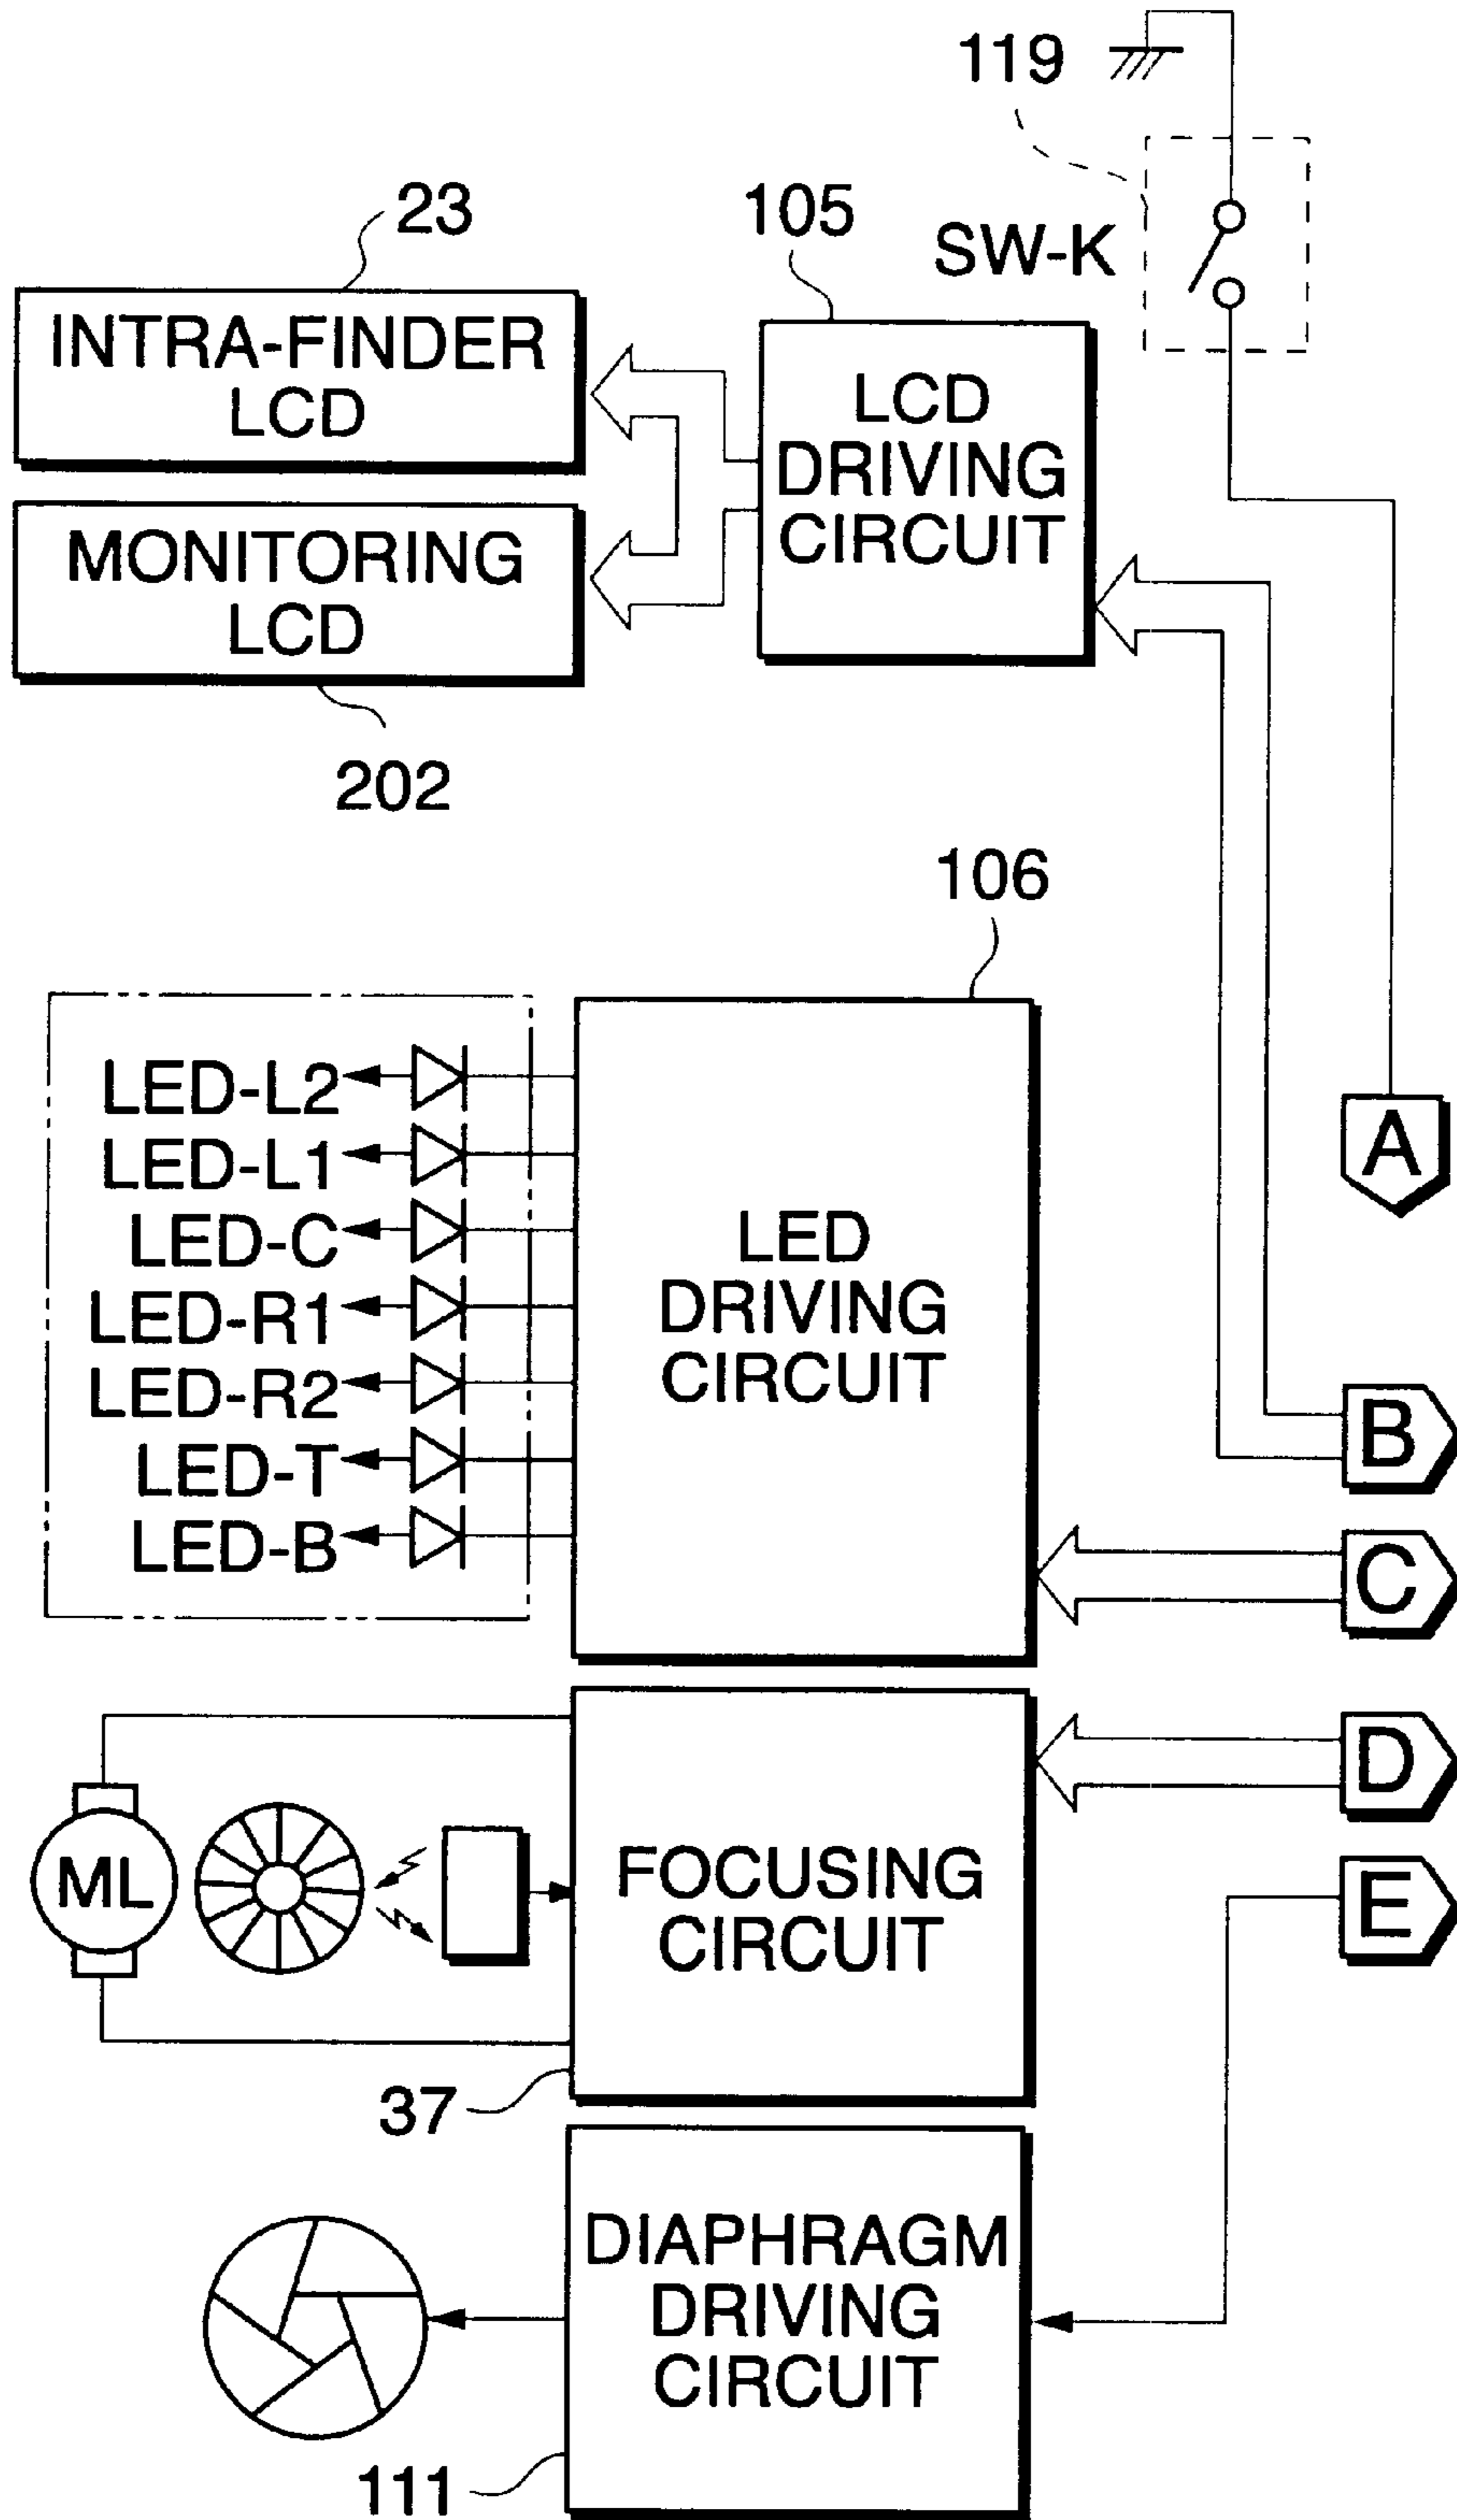 119
23
105
SW-K
INTRA-FINDER
LCD
LCD
DRIVING
CIRCUIT
MONITORING
LCD
202
106
LED-L2
LED-L1
LED-C
LED-R1
LED-R2
LED-T
LED-B
LED
DRIVING
CIRCUIT
A
B
C
D
ML
FOCUSING
CIRCUIT
E
37
DIAPHRAGM
DRIVING
CIRCUIT
111